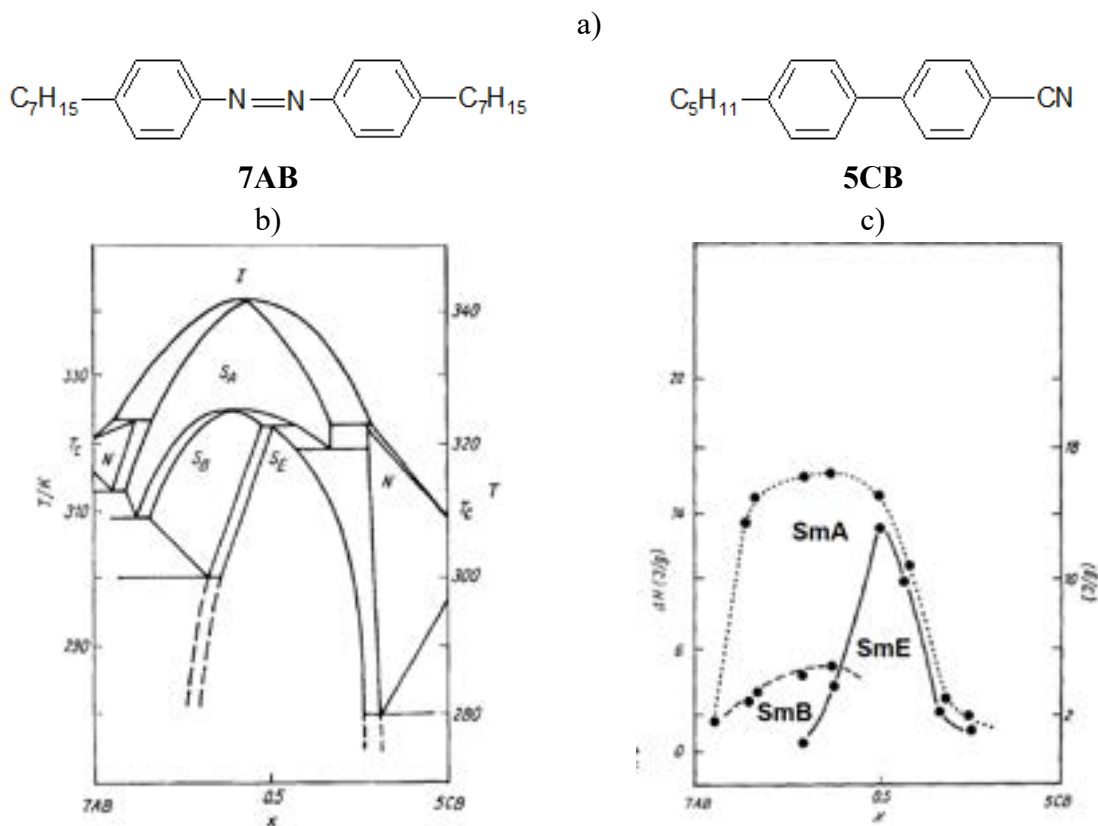 a)
C7H15 N N C7H15
C5H11 CN
7AB
5CB
b)
c)
I
340
330
SA
22
Tc
320
18
N
SB
SE
N
T
T/K
310
Tc
14
SmA
ΔH (J/g)
300
10
(J/g)
290
6
SmE
SmB
280
2
0
7AB 0.5 5CB
x
7AB 0.5 5CB
x